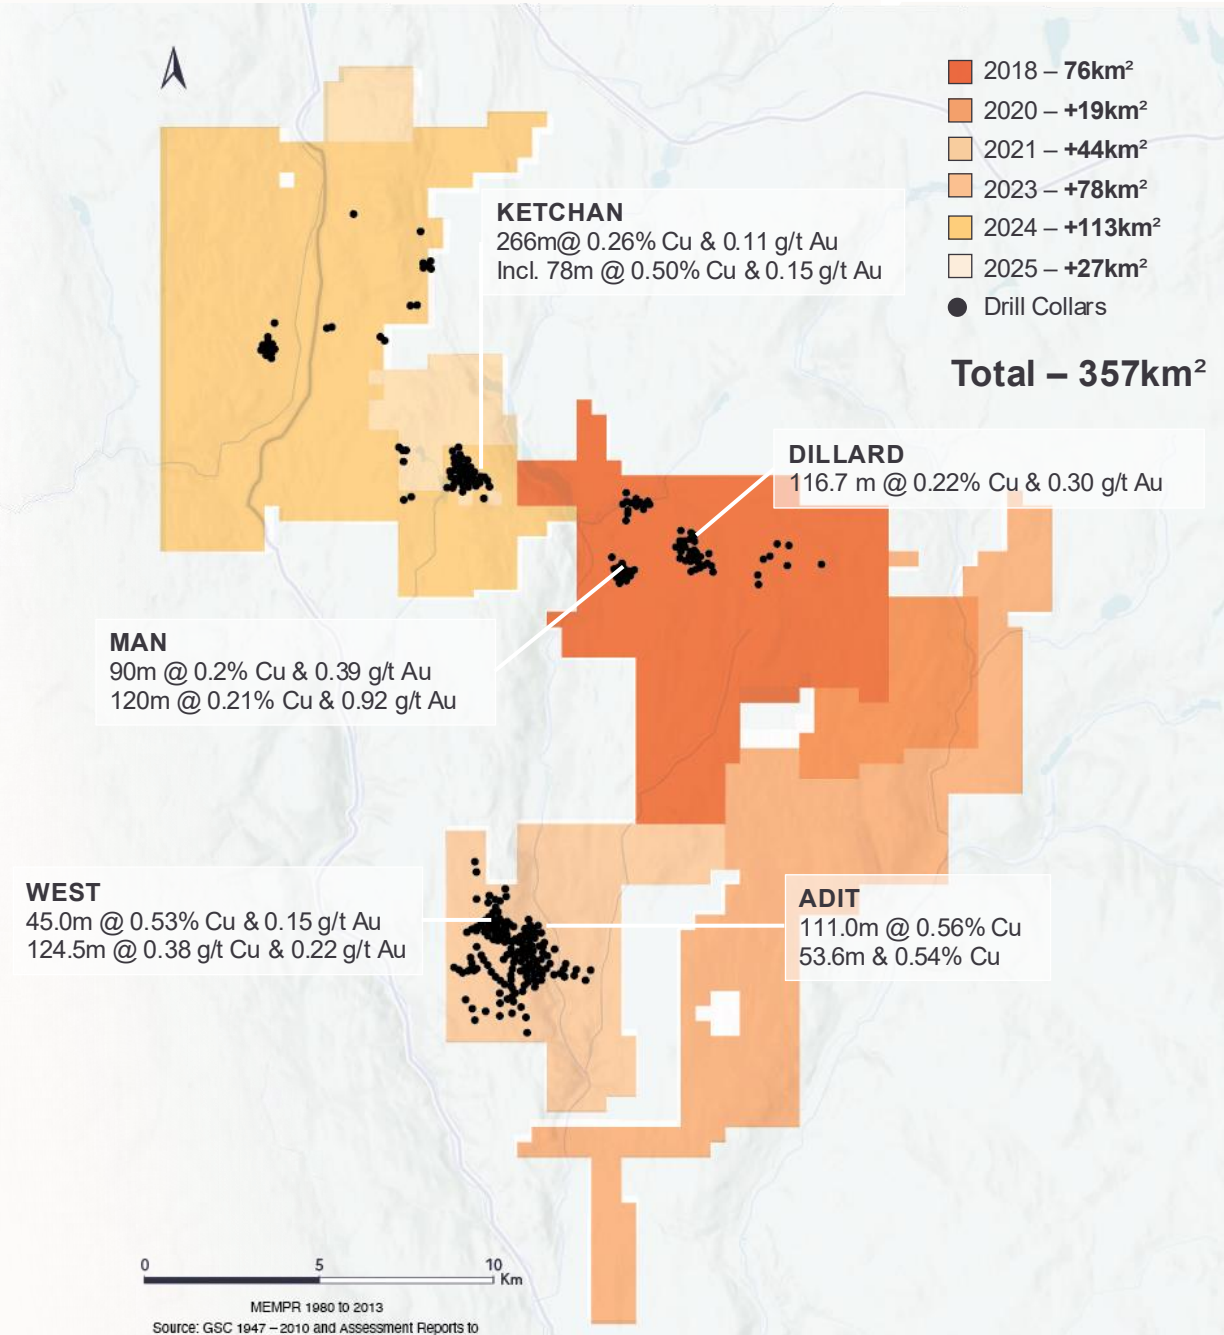 2018 – 76km²
2020 – +19km²
2021 – +44km²
2023 – +78km²
2024 – +113km²
2025 – +27km²
Drill Collars
Total – 357km²
KETCHAN
266m@ 0.26% Cu & 0.11 g/t Au
Incl. 78m @ 0.50% Cu & 0.15 g/t Au
DILLARD
116.7 m @ 0.22% Cu & 0.30 g/t Au
MAN
90m @ 0.2% Cu & 0.39 g/t Au
120m @ 0.21% Cu & 0.92 g/t Au
WEST
45.0m @ 0.53% Cu & 0.15 g/t Au
124.5m @ 0.38 g/t Cu & 0.22 g/t Au
ADIT
111.0m @ 0.56% Cu
53.6m & 0.54% Cu
0 5 10
Km
MEMPR 1980 to 2013
Source: GSC 1947 – 2010 and Assessment Reports to